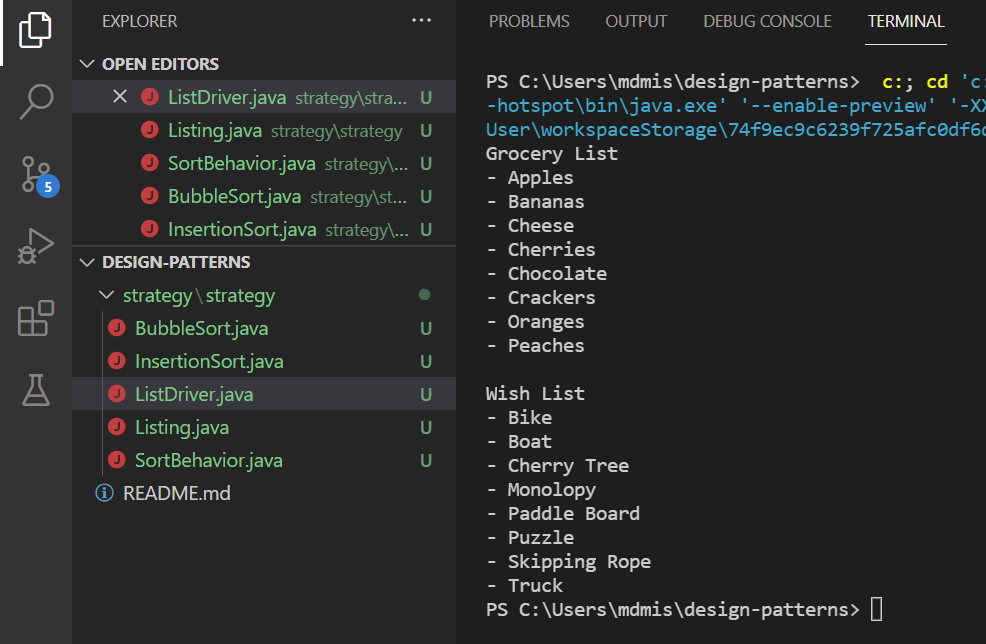 EXPLORER ...
OPEN EDITORS
ListDriver.java strategy\stra... U
Listing.java strategy\strategy U
SortBehavior.java strategy\... U
BubbleSort.java strategy\st... U
InsertionSort.java strategy\... U
DESIGN-PATTERNS
strategy\strategy
J BubbleSort.java U
J InsertionSort.java U
J ListDriver.java U
J Listing.java U
J SortBehavior.java U
README.md
5
PROBLEMS OUTPUT DEBUG CONSOLE TERMINAL
PS C:\Users\mdmis\design-patterns> c:; cd 'c:
-hotspot\bin\java.exe' '--enable-preview' '-XX
User\workspaceStorage\74f9ec9c6239f725afc0df6c
Grocery List
- Apples
- Bananas
- Cheese
- Cherries
- Chocolate
- Crackers
- Oranges
- Peaches
Wish List
- Bike
- Boat
- Cherry Tree
- Monolopy
- Paddle Board
- Puzzle
- Skipping Rope
- Truck
PS C:\Users\mdmis\design-patterns>